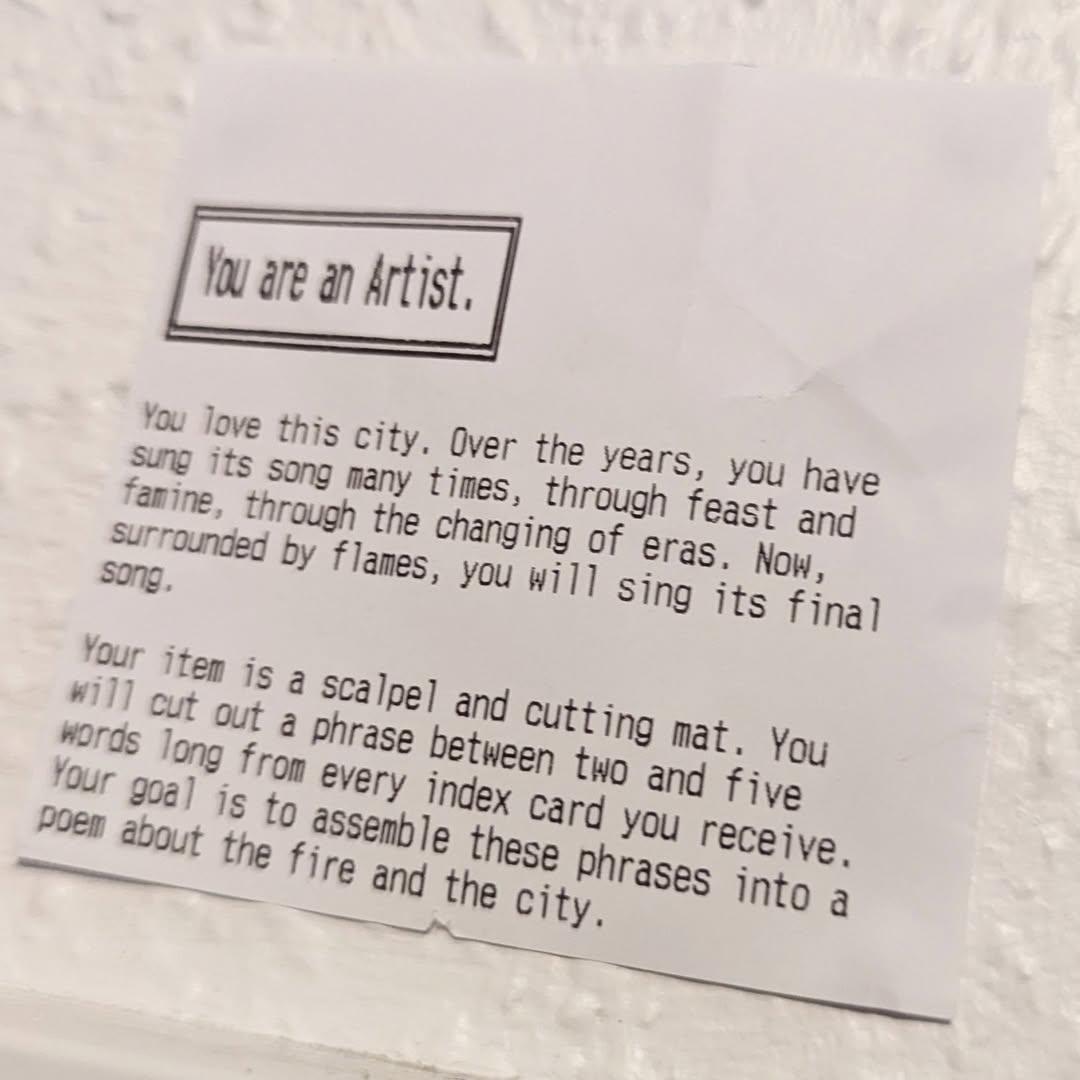 You are an Artist.
You love this city. Over the years, you have
sung its song many times, through feast and
famine, through the changing of eras. Now,
surrounded by flames, you will sing its final
song.
Your item is a scalpel and cutting mat. You
will cut out a phrase between two and five
words long from every index card you receive.
Your goal is to assemble these phrases into a
poem about the fire and the city.